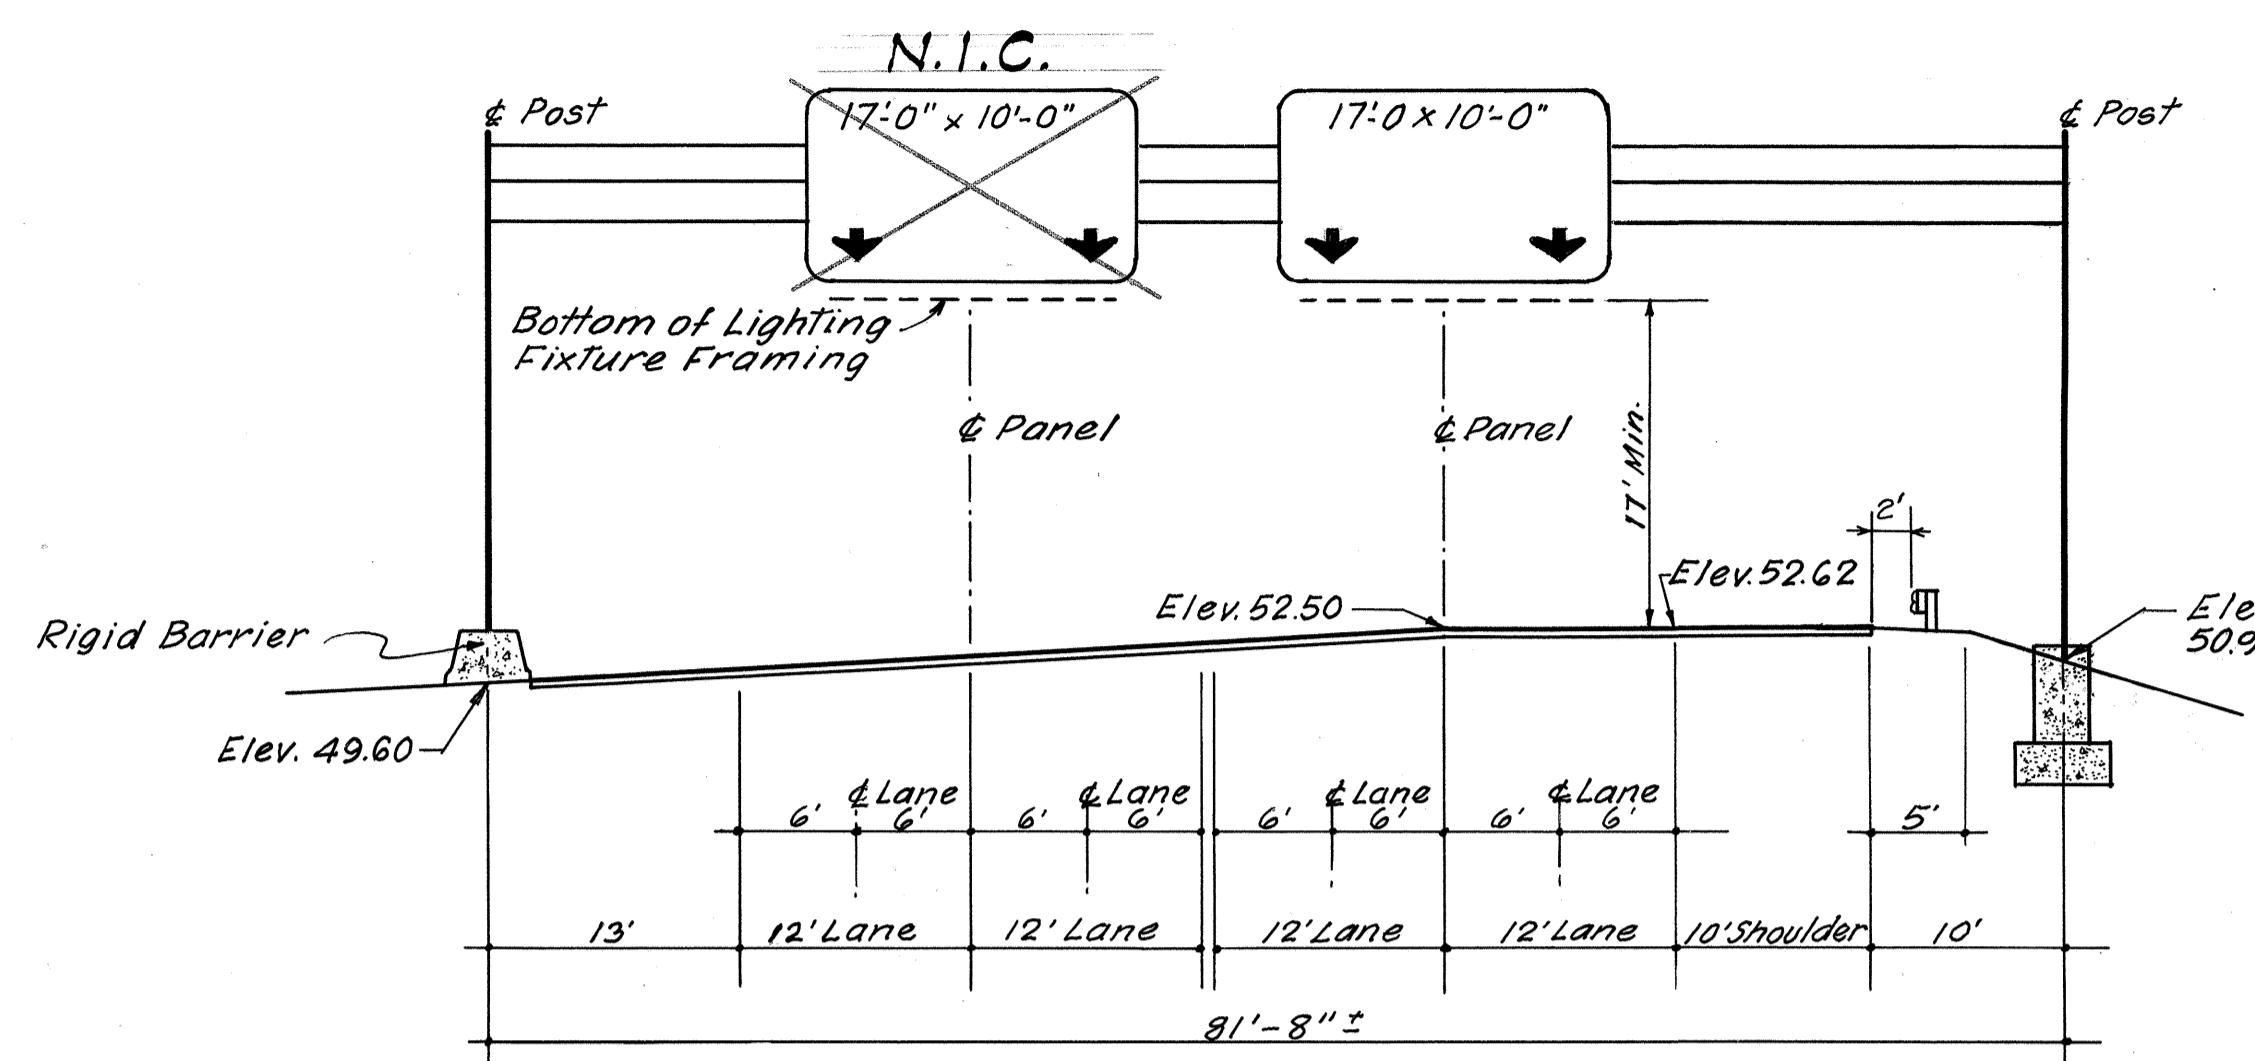 N.I.C.
℄ Post
17'-0" x 10'-0"
17'-0 x 10'-0"
℄ Post
Bottom of Lighting
Fixture Framing
℄ Panel
℄ Panel
17' Min.
2'
Elev. 52.62
Elev. 52.50
Rigid Barrier
Ele
50.9
Elev. 49.60
℄ Lane
℄ Lane
℄ Lane
℄ Lane
6' 6' 6' 6' 6' 6' 6' 6' 5'
13' 12' Lane 12' Lane 12' Lane 12' Lane 10' Shoulder 10'
81'-8" ±